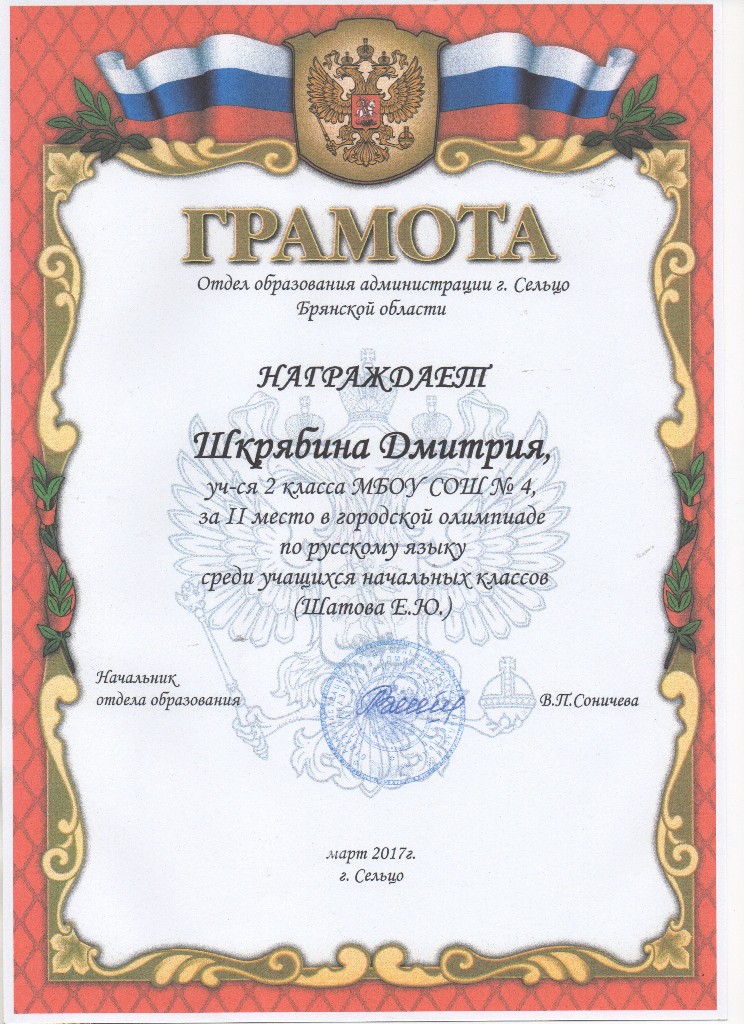 ГРАМОТА
Отдел образования администрации г. Сельцо
Брянской области
НАГРАЖДАЕТ
Шкрябина Дмитрия,
уч-ся 2 класса МБОУ СОШ № 4,
за II место в городской олимпиаде
по русскому языку
среди учащихся начальных классов
(Шатова Е.Ю.)
Начальник
отдела образования
В.П.Соничева
март 2017г.
г. Сельцо